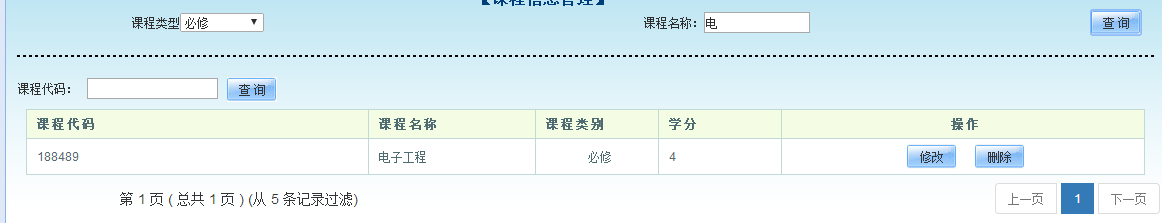 【课程信息管理】
课程类型 必修 课程名称: 电 查 询
课程代码: 查 询
课程代码 课程名称 课程类别 学分 操作
188489 电子工程 必修 4 修改 删除
第 1 页 ( 总共 1 页 ) (从 5 条记录过滤) 上一页 1 下一页